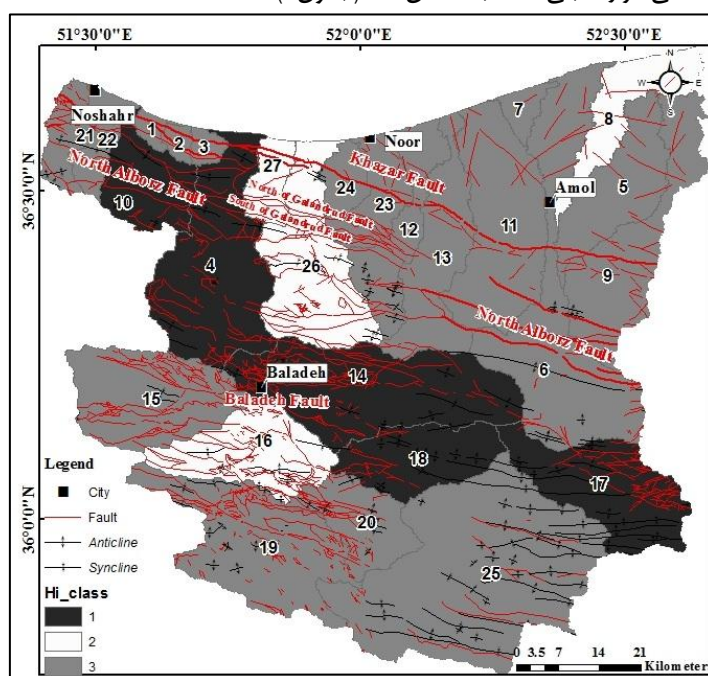 51°30'0"E 52°0'0"E 52°30'0"E
N
W E
S
Noshahr
7
8
1
21 22
2
3
Noor
27
Khazar Fault
24
5
Amol
36°30'0"N
North Alborz Fault
North of Galandrud Fault
23
10
South of Galandrud Fault
12
11
13
9
4
26
North Alborz Fault
14
6
Baladeh
15
Baladeh Fault
16
18
17
Legend
City
Fault
Anticline
Syncline
36°0'0"N
20
19
25
Hi_class
1
2
3
0 3.5 7 14 21
Kilometer